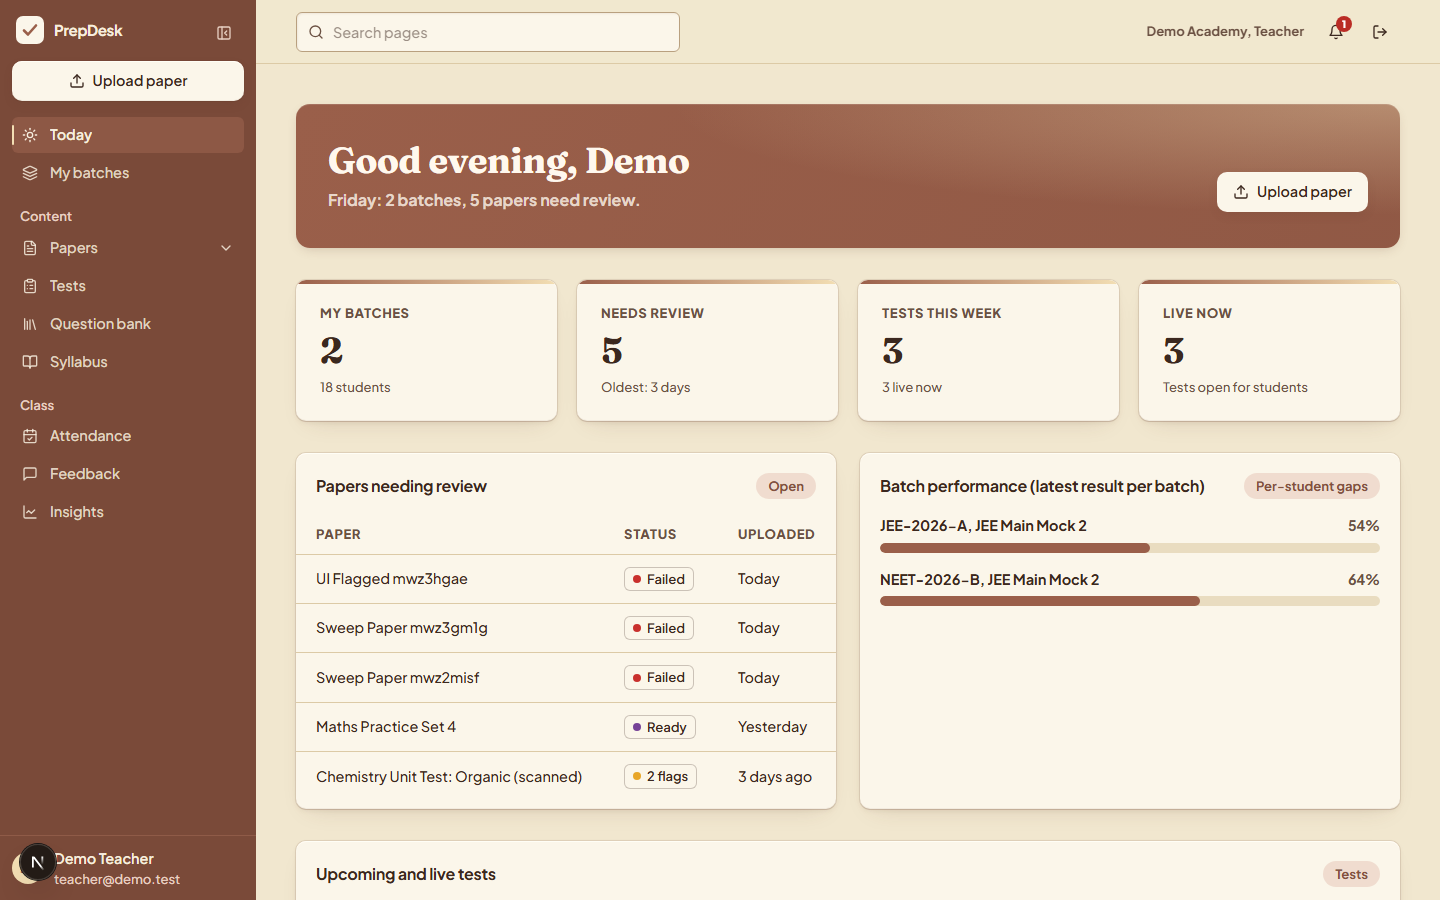 PrepDesk
Upload paper
Today
My batches
Content
Papers
Tests
Question bank
Syllabus
Class
Attendance
Feedback
Insights
N
Demo Teacher
teacher@demo.test
Search pages
Demo Academy, Teacher
1
Good evening, Demo
Friday: 2 batches, 5 papers need review.
Upload paper
MY BATCHES
2
18 students
NEEDS REVIEW
5
Oldest: 3 days
TESTS THIS WEEK
3
3 live now
LIVE NOW
3
Tests open for students
Papers needing review
Open
PAPER STATUS UPLOADED
UI Flagged mwz3hgae Failed Today
Sweep Paper mwz3gm1g Failed Today
Sweep Paper mwz2misf Failed Today
Maths Practice Set 4 Ready Yesterday
Chemistry Unit Test: Organic (scanned) 2 flags 3 days ago
Batch performance (latest result per batch)
Per-student gaps
JEE-2026-A, JEE Main Mock 2 54%
NEET-2026-B, JEE Main Mock 2 64%
Upcoming and live tests
Tests